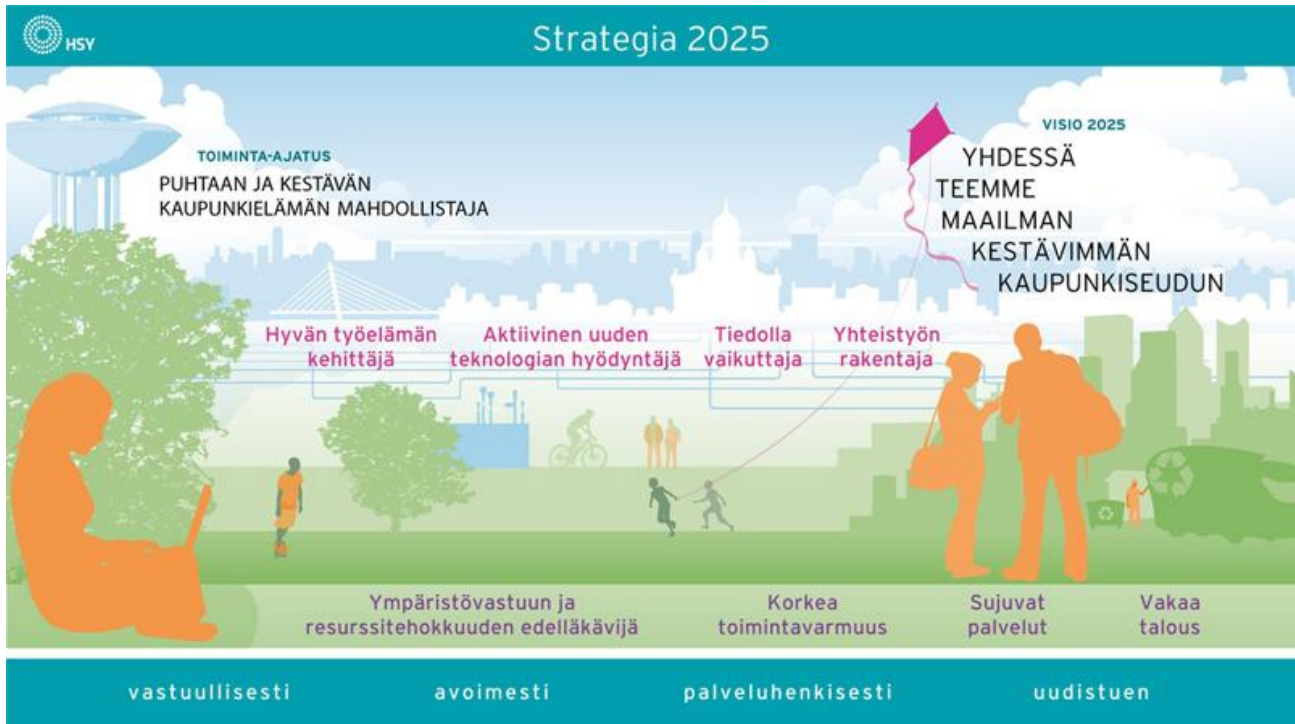 HSY
Strategia 2025
TOIMINTA-AJATUS
PUHTAAN JA KESTÄVÄN
KAUPUNKIELÄMÄN MAHDOLLISTAJA
VISIO 2025
YHDESSÄ
TEEMME
MAAILMAN
KESTÄVIMMÄN
KAUPUNKISEUDUN
Hyvän työelämän
kehittäjä
Aktiivinen uuden
teknologian hyödyntäjä
Tiedolla
vaikuttaja
Yhteistyön
rakentaja
Ympäristövastuun ja
resurssitehokkuuden edelläkävijä
Korkea
toimintavarmuus
Sujuvat
palvelut
Vakaa
talous
vastuullisesti
avoimesti
palveluhenkisesti
uudistuen